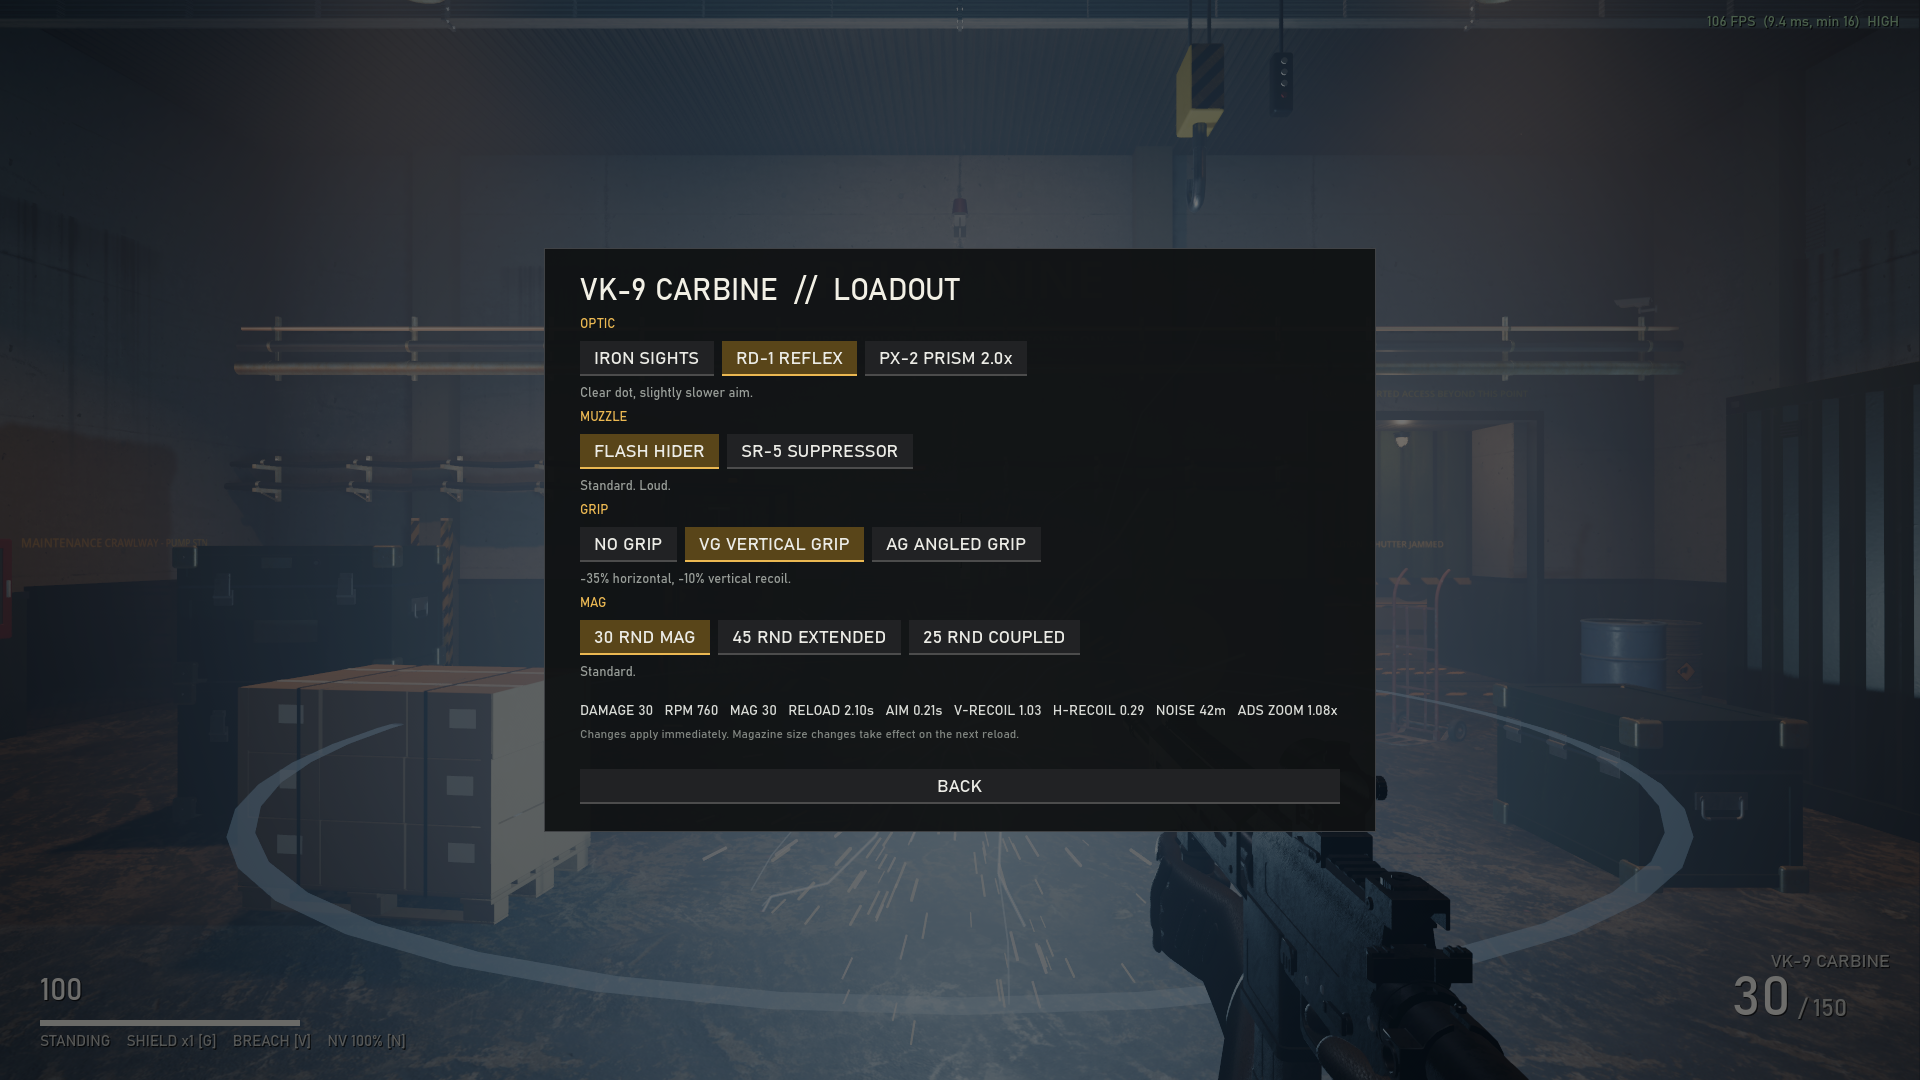 106 FPS (9.4 ms, min 16) HIGH
VK-9 CARBINE // LOADOUT
OPTIC
IRON SIGHTS RD-1 REFLEX PX-2 PRISM 2.0x
Clear dot, slightly slower aim.
MUZZLE
FLASH HIDER SR-5 SUPPRESSOR
Standard. Loud.
GRIP
NO GRIP VG VERTICAL GRIP AG ANGLED GRIP
-35% horizontal, -10% vertical recoil.
MAINTENANCE CRAWLWAY
SHUTTER JAMMED
MAG
30 RND MAG 45 RND EXTENDED 25 RND COUPLED
Standard.
DAMAGE 30 RPM 760 MAG 30 RELOAD 2.10s AIM 0.21s V-RECOIL 1.03 H-RECOIL 0.29 NOISE 42m ADS ZOOM 1.08x
Changes apply immediately. Magazine size changes take effect on the next reload.
BACK
100
STANDING SHIELD x1 [G] BREACH [V] NV 100% [N]
VK-9 CARBINE
30 / 150